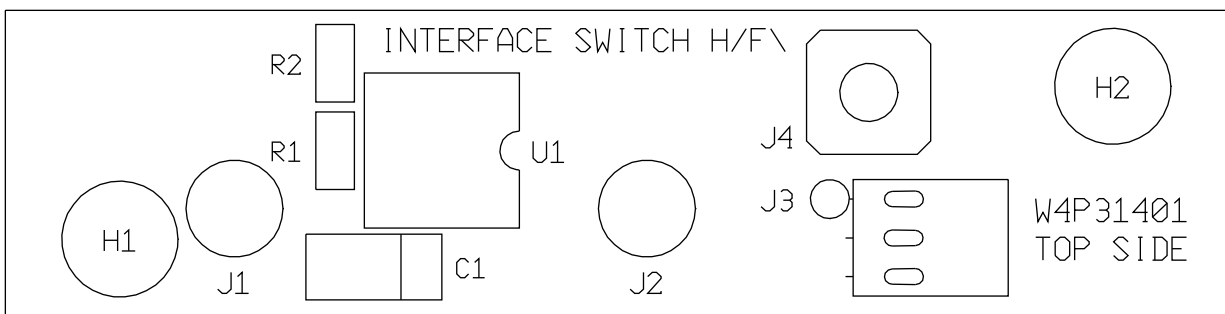 INTERFACE SWITCH H/F\
R2
H2
J4
R1
U1
J3
W4P31401
TOP SIDE
H1
J1
C1
J2